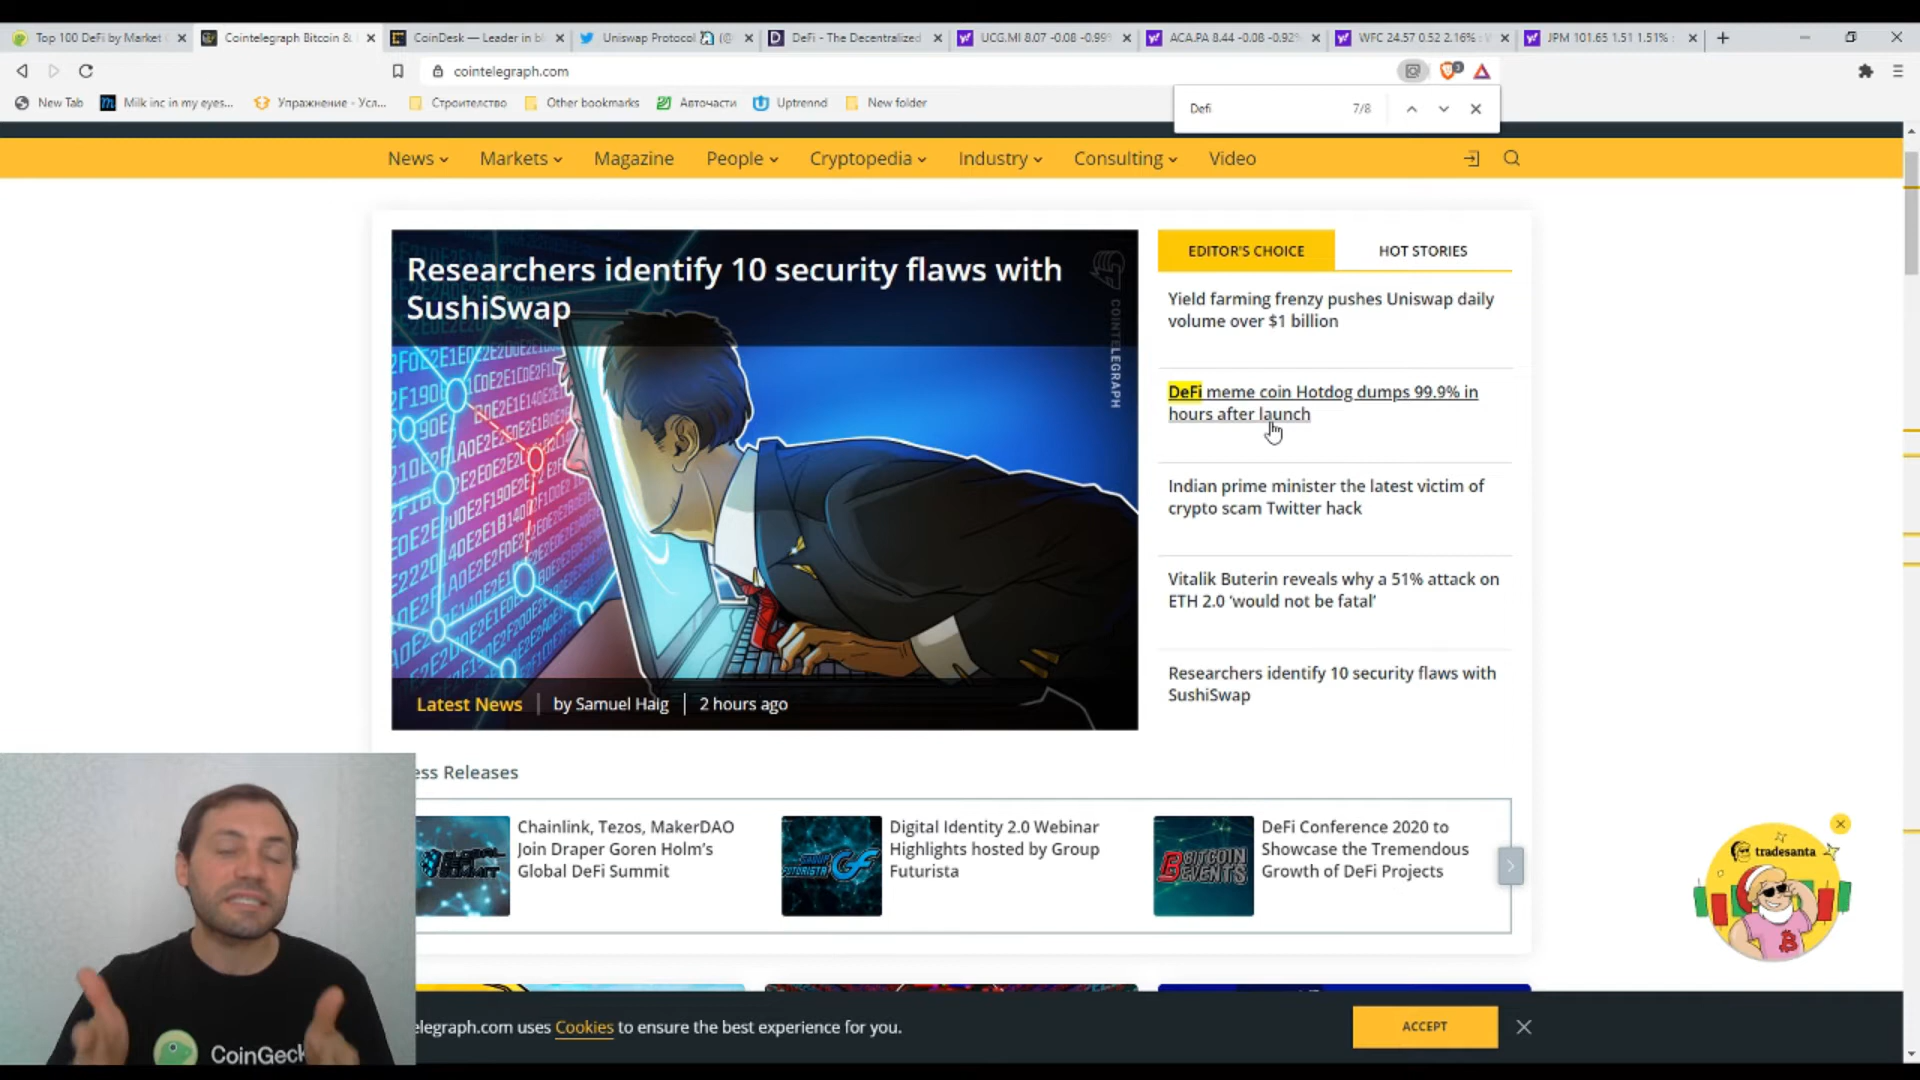 Top 100 DeFi by Market
Cointelegraph Bitcoin &
CoinDesk — Leader in bl
Uniswap Protocol
DeFi - The Decentralized
UCG.MI 8.07 -0.08 -0.99%
ACA.PA 8.44 -0.08 -0.92%
WFC 24.57 0.52 2.16% : W
JPM 101.65 1.51 1.51% :
cointelegraph.com
3
New Tab
Milk inc in my eyes...
Упражнение - Усл...
Строителство
Other bookmarks
Авточасти
Uptrennd
New folder
Defi
7/8
News
Markets
Magazine
People
Cryptopedia
Industry
Consulting
Video
Researchers identify 10 security flaws with
SushiSwap
COINTELEGRAPH
Latest News
by Samuel Haig
2 hours ago
EDITOR'S CHOICE
HOT STORIES
Yield farming frenzy pushes Uniswap daily
volume over $1 billion
DeFi meme coin Hotdog dumps 99.9% in
hours after launch
Indian prime minister the latest victim of
crypto scam Twitter hack
Vitalik Buterin reveals why a 51% attack on
ETH 2.0 ‘would not be fatal’
Researchers identify 10 security flaws with
SushiSwap
ess Releases
Chainlink, Tezos, MakerDAO
Join Draper Goren Holm's
Global DeFi Summit
Digital Identity 2.0 Webinar
Highlights hosted by Group
Futurista
BITCOIN
EVENTS
DeFi Conference 2020 to
Showcase the Tremendous
Growth of DeFi Projects
tradesanta
CoinGeck
elegraph.com uses Cookies to ensure the best experience for you.
ACCEPT